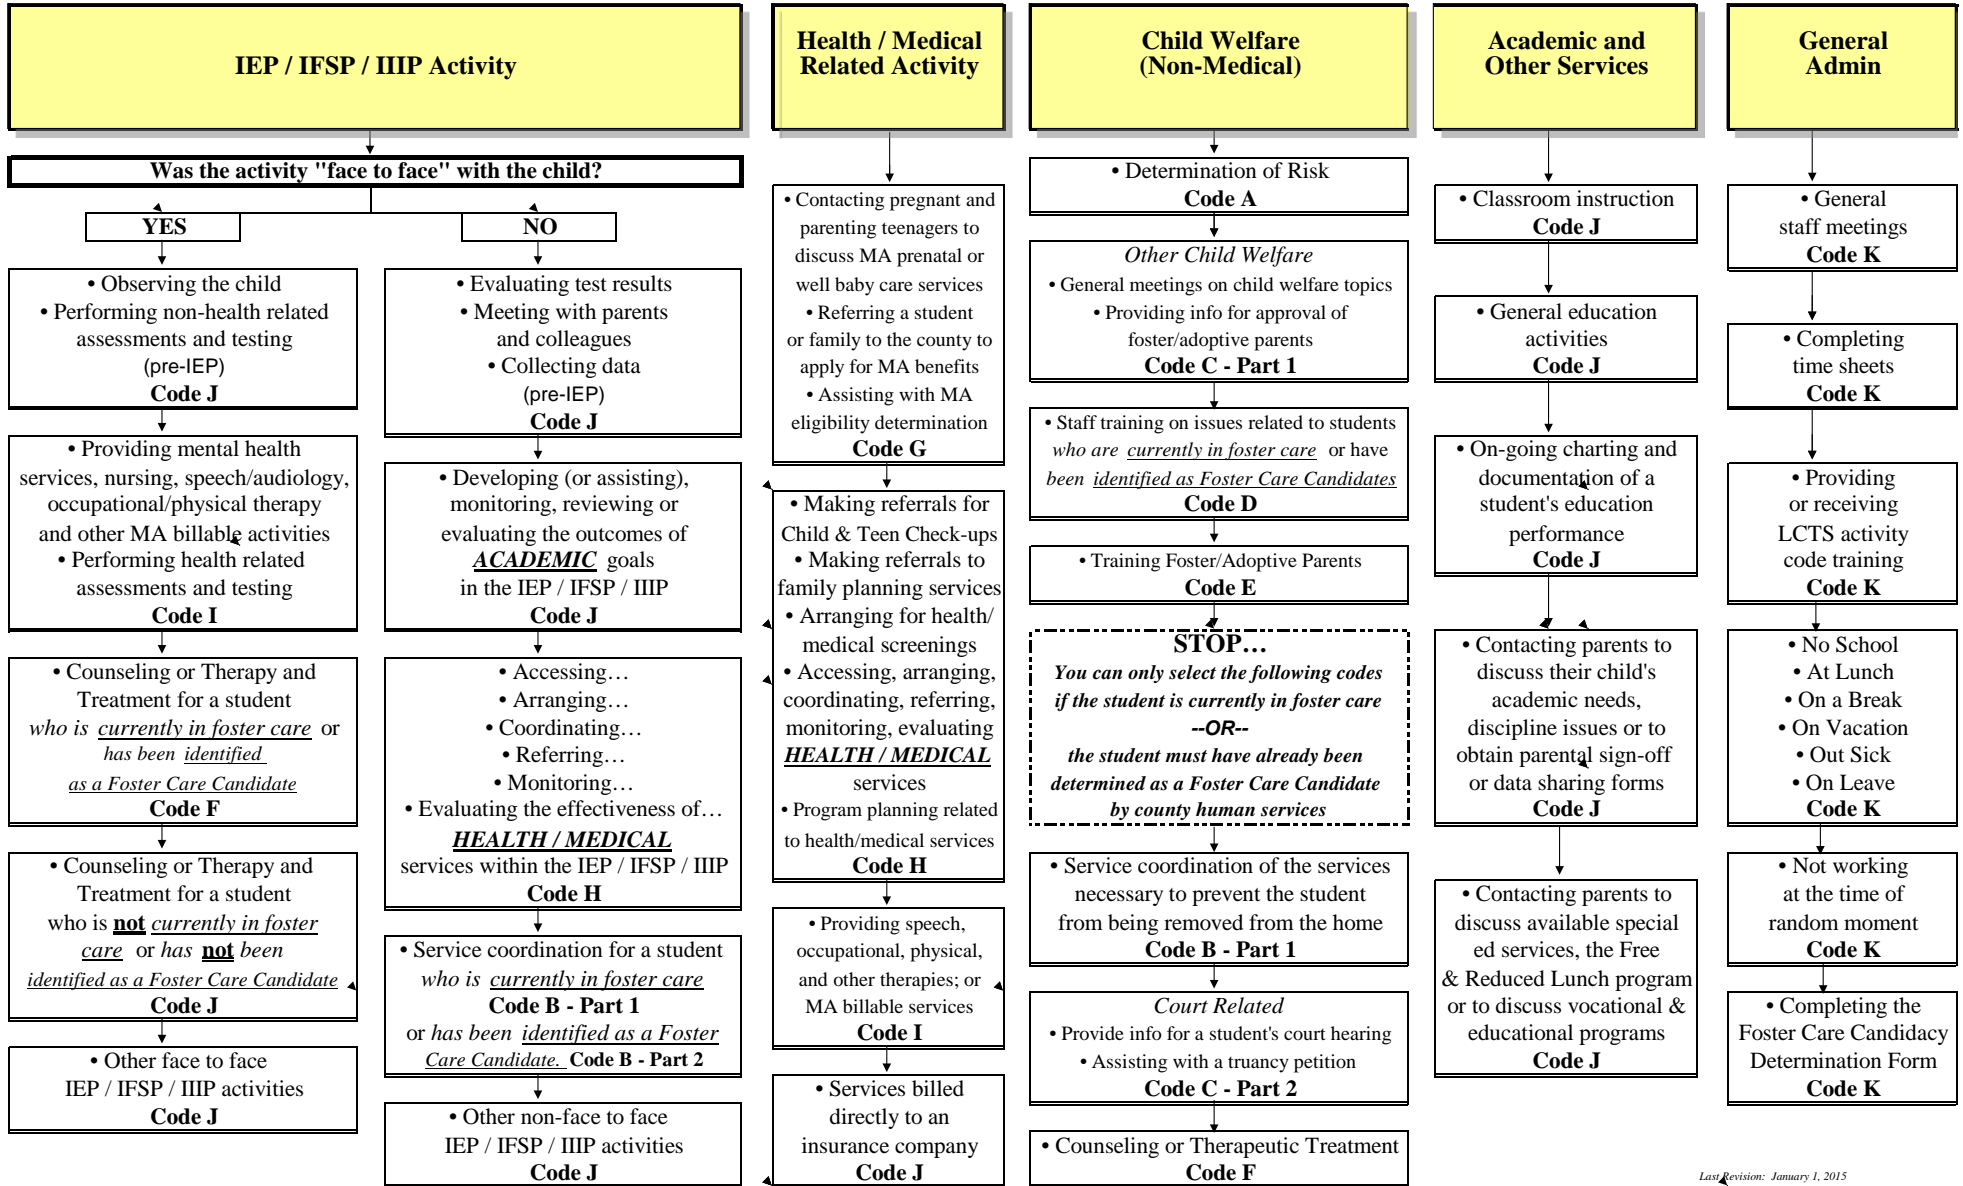 IEP / IFSP / IIIP Activity
Was the activity "face to face" with the child?
YES
• Observing the child
• Performing non-health related
assessments and testing
(pre-IEP)
Code J
• Providing mental health
services, nursing, speech/audiology,
occupational/physical therapy
and other MA billable activities
• Performing health related
assessments and testing
Code I
• Counseling or Therapy and
Treatment for a student
who is currently in foster care or
has been identified
as a Foster Care Candidate
Code F
• Counseling or Therapy and
Treatment for a student
who is not currently in foster
care or has not been
identified as a Foster Care Candidate
Code J
• Other face to face
IEP / IFSP / IIIP activities
Code J
NO
• Evaluating test results
• Meeting with parents
and colleagues
• Collecting data
(pre-IEP)
Code J
• Developing (or assisting),
monitoring, reviewing or
evaluating the outcomes of
ACADEMIC goals
in the IEP / IFSP / IIIP
Code J
• Accessing…
• Arranging…
• Coordinating…
• Referring…
• Monitoring…
• Evaluating the effectiveness of…
HEALTH / MEDICAL
services within the IEP / IFSP / IIIP
Code H
• Service coordination for a student
who is currently in foster care
Code B - Part 1
or has been identified as a Foster
Care Candidate. Code B - Part 2
• Other non-face to face
IEP / IFSP / IIIP activities
Code J
Health / Medical
Related Activity
• Contacting pregnant and
parenting teenagers to
discuss MA prenatal or
well baby care services
• Referring a student
or family to the county to
apply for MA benefits
• Assisting with MA
eligibility determination
Code G
• Making referrals for
Child & Teen Check-ups
• Making referrals to
family planning services
• Arranging for health/
medical screenings
• Accessing, arranging,
coordinating, referring,
monitoring, evaluating
HEALTH / MEDICAL
services
• Program planning related
to health/medical services
Code H
• Providing speech,
occupational, physical,
and other therapies; or
MA billable services
Code I
• Services billed
directly to an
insurance company
Code J
Child Welfare
(Non-Medical)
• Determination of Risk
Code A
Other Child Welfare
• General meetings on child welfare topics
• Providing info for approval of
foster/adoptive parents
Code C - Part 1
• Staff training on issues related to students
who are currently in foster care or have
been identified as Foster Care Candidates
Code D
• Training Foster/Adoptive Parents
Code E
STOP…
You can only select the following codes
if the student is currently in foster care
--OR--
the student must have already been
determined as a Foster Care Candidate
by county human services
• Service coordination of the services
necessary to prevent the student
from being removed from the home
Code B - Part 1
Court Related
• Provide info for a student's court hearing
• Assisting with a truancy petition
Code C - Part 2
• Counseling or Therapeutic Treatment
Code F
Academic and
Other Services
• Classroom instruction
Code J
• General education
activities
Code J
• On-going charting and
documentation of a
student's education
performance
Code J
• Contacting parents to
discuss their child's
academic needs,
discipline issues or to
obtain parental sign-off
or data sharing forms
Code J
• Contacting parents to
discuss available special
ed services, the Free
& Reduced Lunch program
or to discuss vocational &
educational programs
Code J
General
Admin
• General
staff meetings
Code K
• Completing
time sheets
Code K
• Providing
or receiving
LCTS activity
code training
Code K
• No School
• At Lunch
• On a Break
• On Vacation
• Out Sick
• On Leave
Code K
• Not working
at the time of
random moment
Code K
• Completing the
Foster Care Candidacy
Determination Form
Code K
Last Revision: January 1, 2015